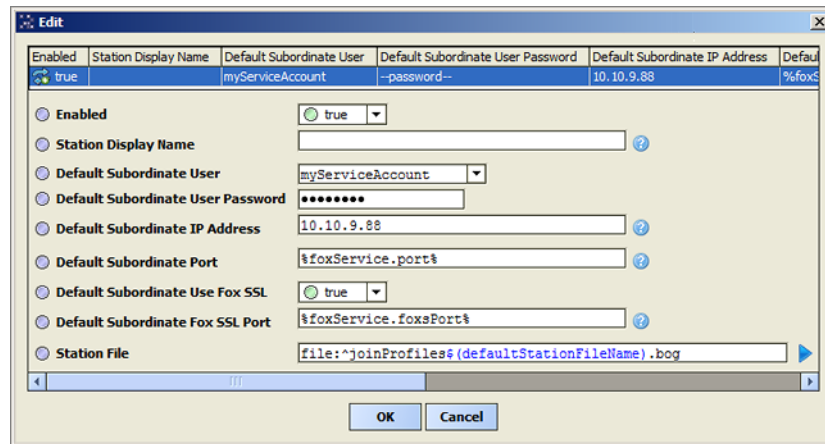 Edit
Enabled Station Display Name Default Subordinate User Default Subordinate User Password Default Subordinate IP Address Defaul
true myServiceAccount --password-- 10.10.9.88 %foxS
Enabled true
Station Display Name
Default Subordinate User myServiceAccount
Default Subordinate User Password ●●●●●●●●
Default Subordinate IP Address 10.10.9.88
Default Subordinate Port %foxService.port%
Default Subordinate Use Fox SSL true
Default Subordinate Fox SSL Port %foxService.foxsPort%
Station File file:^joinProfiles$(defaultStationFileName).bog
OK Cancel